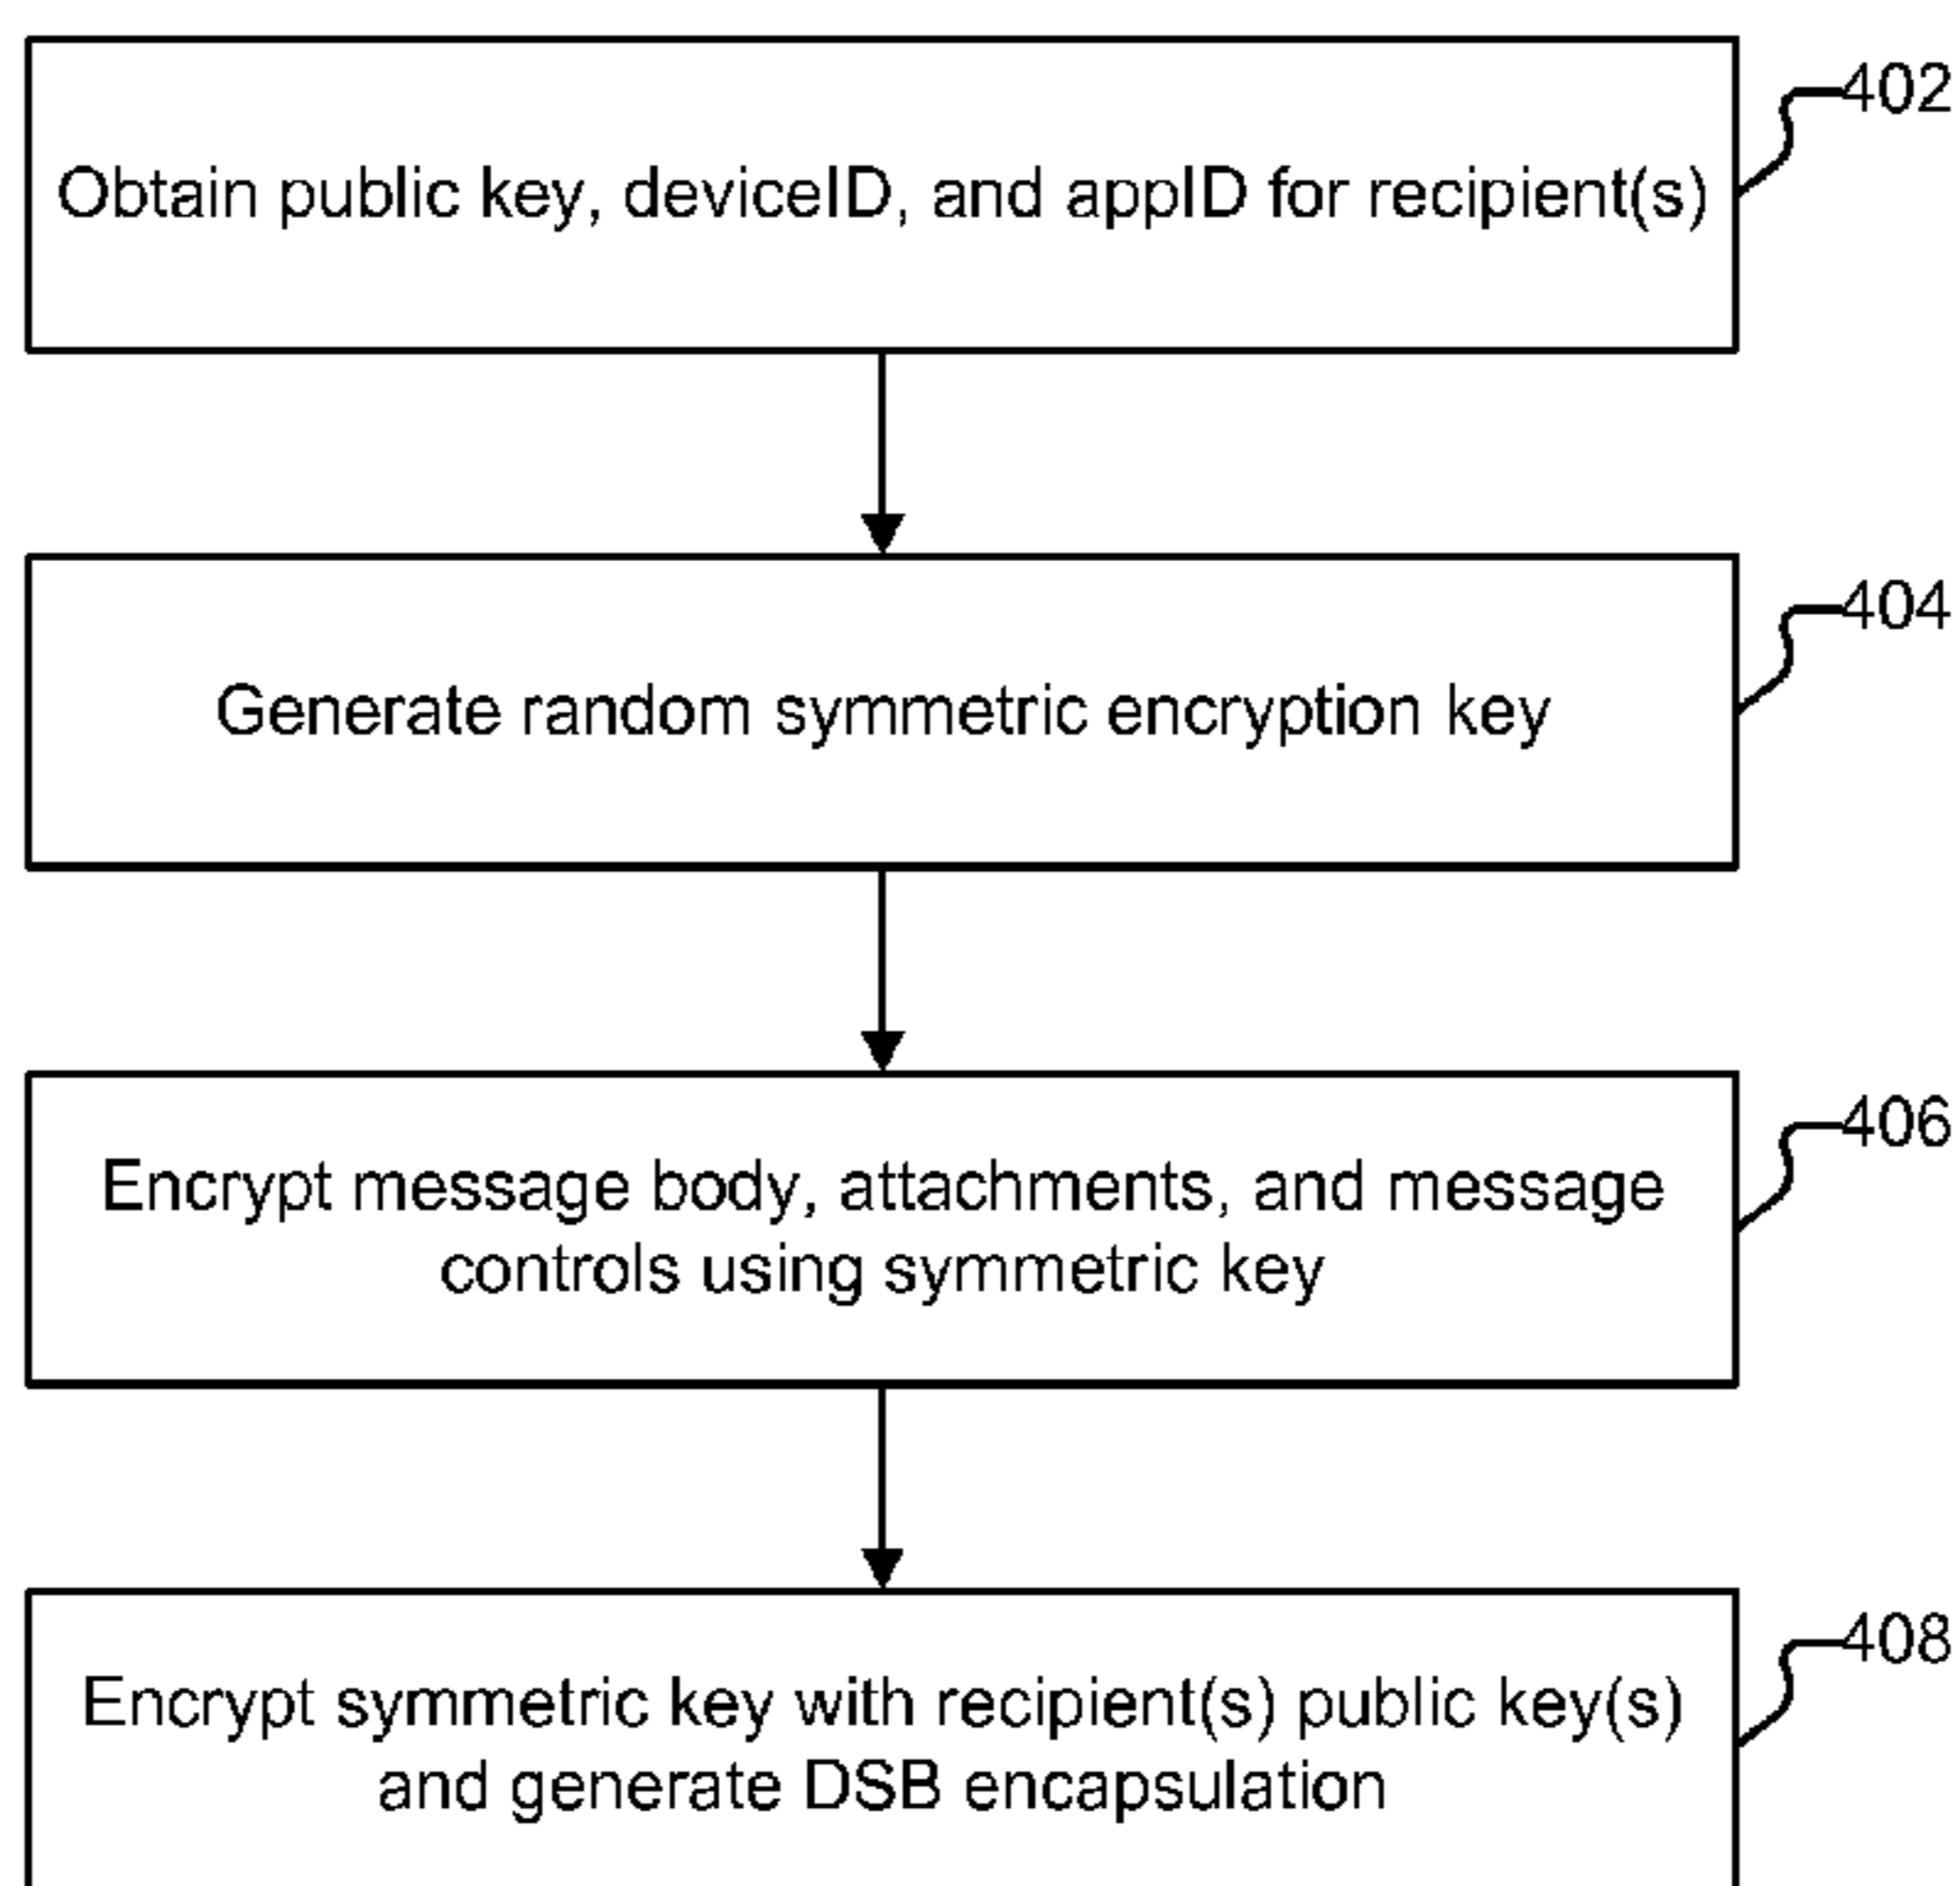 402
Obtain public key, deviceID, and appID for recipient(s)
404
Generate random symmetric encryption key
406
Encrypt message body, attachments, and message
controls using symmetric key
408
Encrypt symmetric key with recipient(s) public key(s)
and generate DSB encapsulation